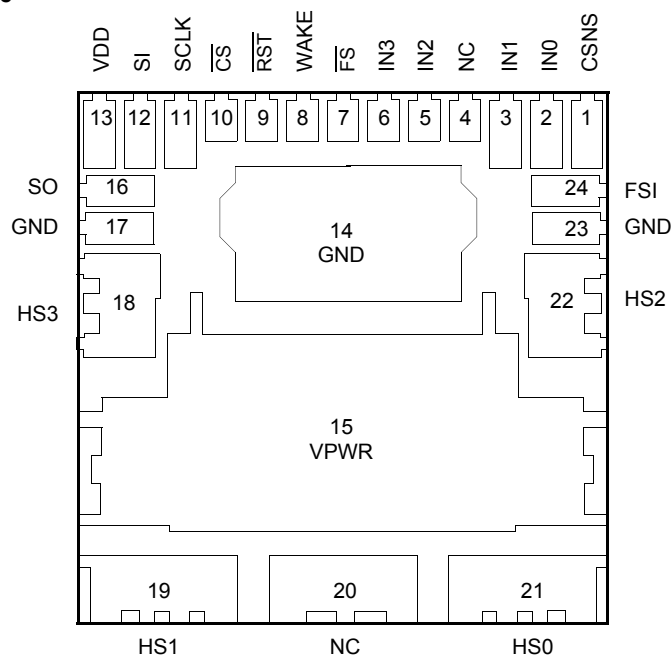 VDD SI SCLK CS RST WAKE FS IN3 IN2 NC IN1 IN0 CSNS
13 12 11 10 9 8 7 6 5 4 3 2 1
SO 16 24 FSI
GND 17 14 23 GND
GND
HS3 18 22 HS2
15
VPWR
19 20 21
HS1 NC HS0